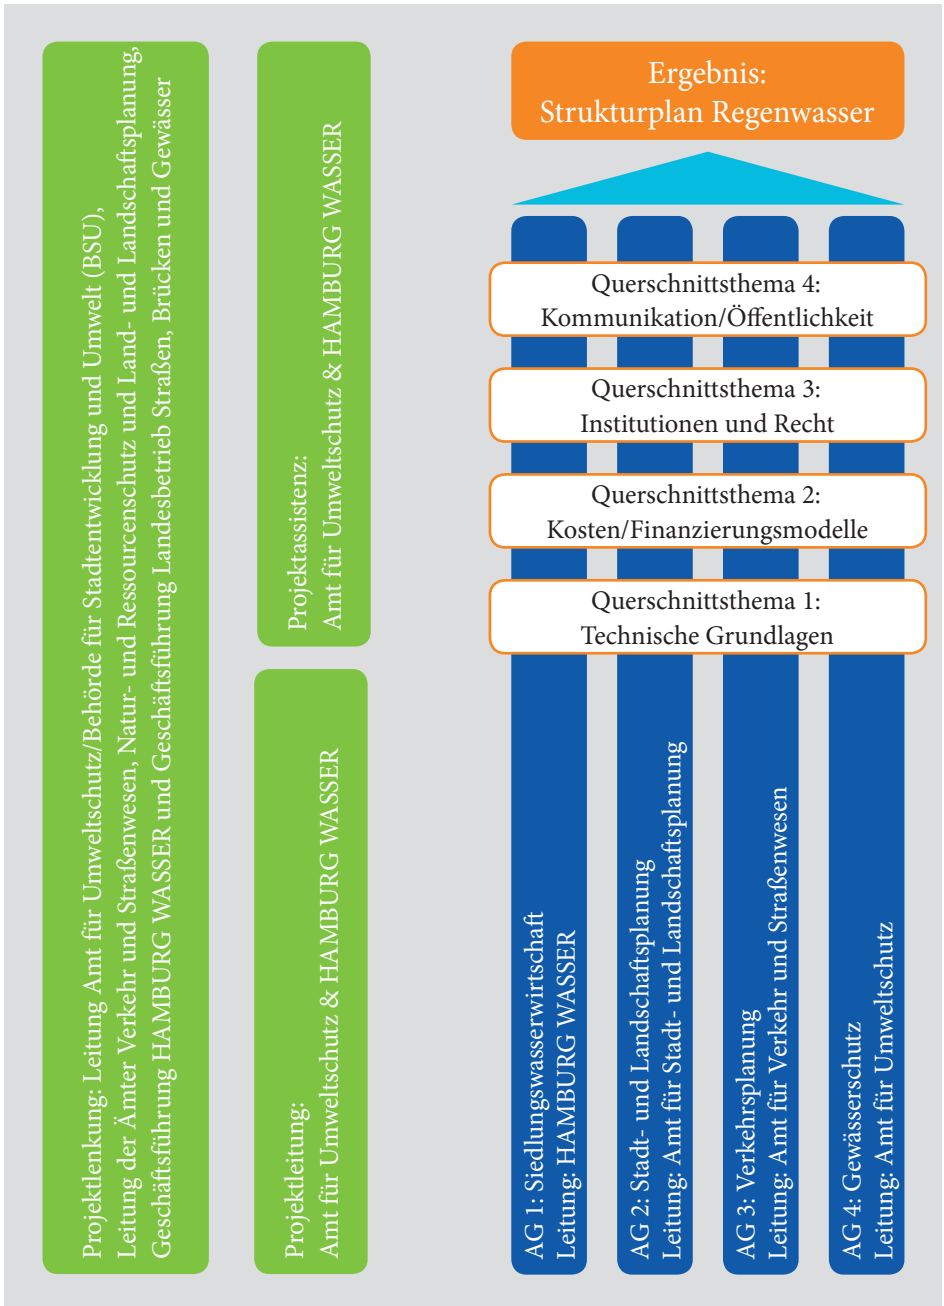 Projektlenkung: Leitung Amt für Umweltschutz/Behörde für Stadtentwicklung und Umwelt (BSU),
Leitung der Ämter Verkehr und Straßenwesen, Natur- und Ressourcenschutz und Land- und Landschaftsplanung,
Geschäftsführung HAMBURG WASSER und Geschäftsführung Landesbetrieb Straßen, Brücken und Gewässer
Projektassistenz:
Amt für Umweltschutz & HAMBURG WASSER
Projektleitung:
Amt für Umweltschutz & HAMBURG WASSER
Ergebnis:
Strukturplan Regenwasser
Querschnittsthema 4:
Kommunikation/Öffentlichkeit
Querschnittsthema 3:
Institutionen und Recht
Querschnittsthema 2:
Kosten/Finanzierungsmodelle
Querschnittsthema 1:
Technische Grundlagen
AG 1: Siedlungswasserwirtschaft
Leitung: HAMBURG WASSER
AG 2: Stadt- und Landschaftsplanung
Leitung: Amt für Stadt- und Landschaftsplanung
AG 3: Verkehrsplanung
Leitung: Amt für Verkehr und Straßenwesen
AG 4: Gewässerschutz
Leitung: Amt für Umweltschutz